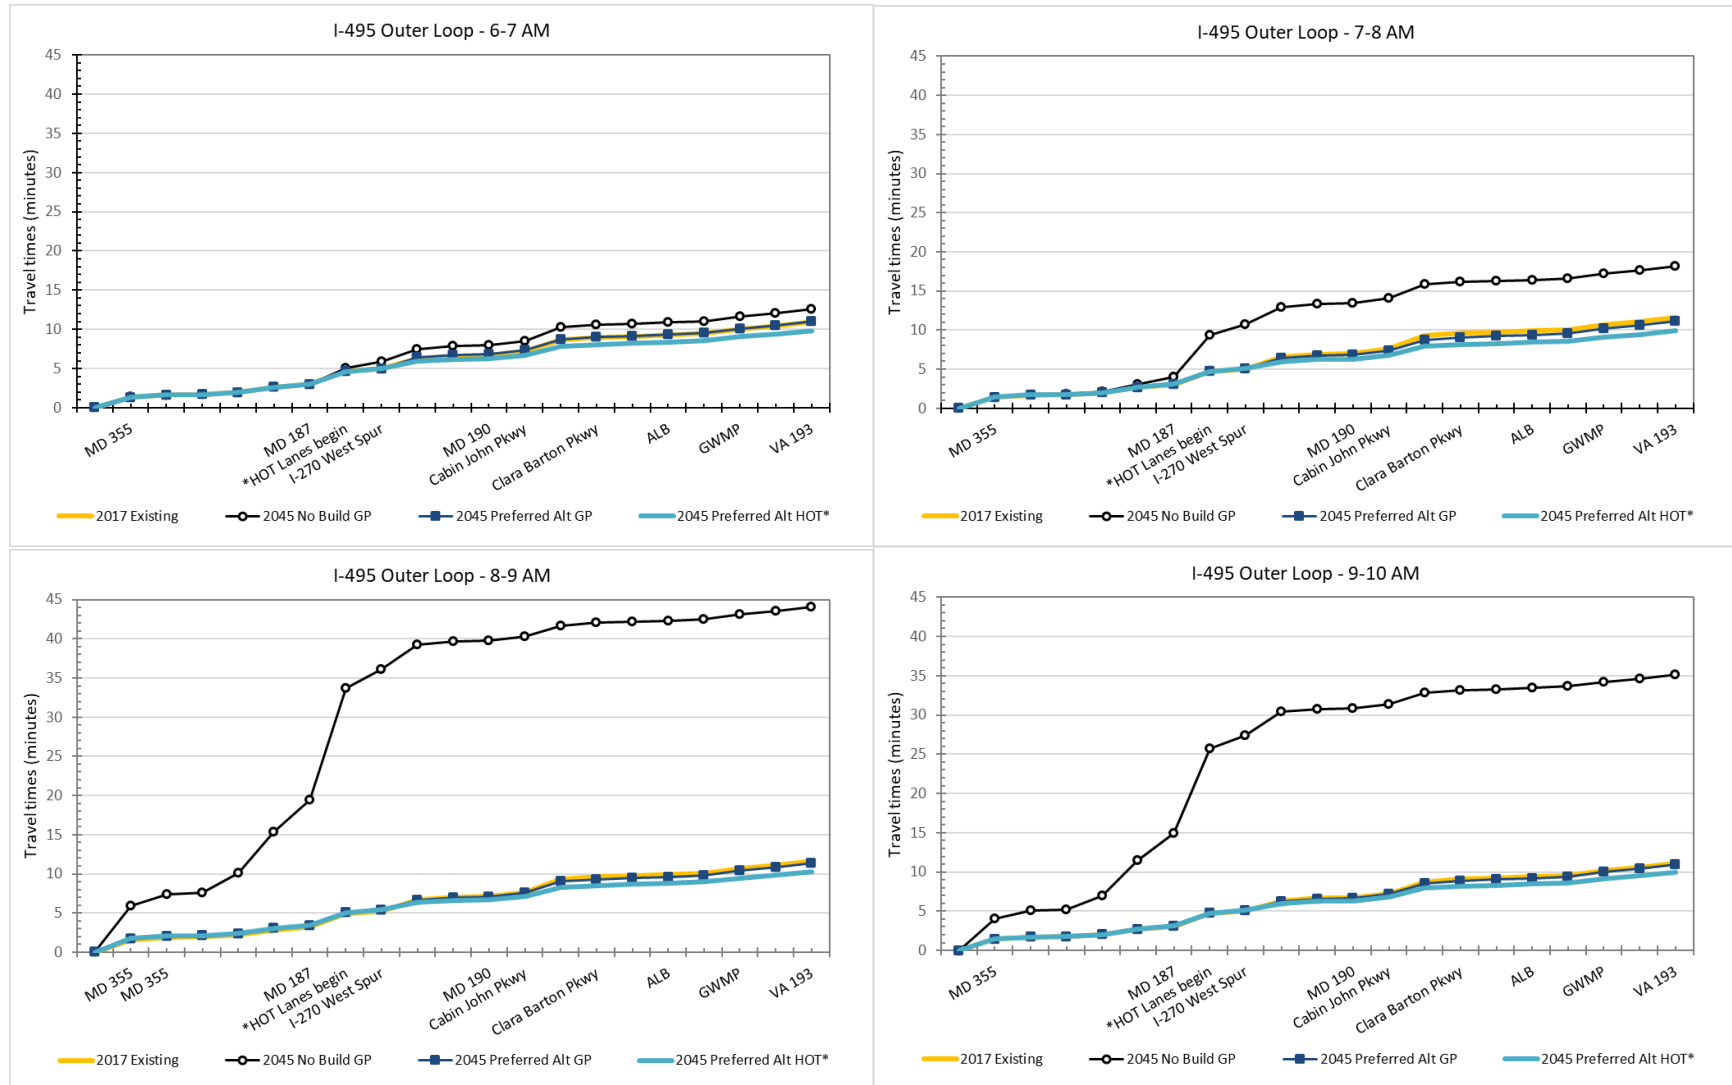 I-495 Outer Loop - 6-7 AM
Travel times (minutes)
45
40
35
30
25
20
15
10
5
0
MD 355
MD 187
*HOT Lanes begin
I-270 West Spur
MD 190
Cabin John Pkwy
Clara Barton Pkwy
ALB
GWMP
VA 193
2017 Existing
2045 No Build GP
2045 Preferred Alt GP
2045 Preferred Alt HOT*
I-495 Outer Loop - 7-8 AM
Travel times (minutes)
45
40
35
30
25
20
15
10
5
0
MD 355
MD 187
*HOT Lanes begin
I-270 West Spur
MD 190
Cabin John Pkwy
Clara Barton Pkwy
ALB
GWMP
VA 193
2017 Existing
2045 No Build GP
2045 Preferred Alt GP
2045 Preferred Alt HOT*
I-495 Outer Loop - 8-9 AM
Travel times (minutes)
45
40
35
30
25
20
15
10
5
0
MD 355
MD 355
MD 187
*HOT Lanes begin
I-270 West Spur
MD 190
Cabin John Pkwy
Clara Barton Pkwy
ALB
GWMP
VA 193
2017 Existing
2045 No Build GP
2045 Preferred Alt GP
2045 Preferred Alt HOT*
I-495 Outer Loop - 9-10 AM
Travel times (minutes)
45
40
35
30
25
20
15
10
5
0
MD 355
MD 187
*HOT Lanes begin
I-270 West Spur
MD 190
Cabin John Pkwy
Clara Barton Pkwy
ALB
GWMP
VA 193
2017 Existing
2045 No Build GP
2045 Preferred Alt GP
2045 Preferred Alt HOT*